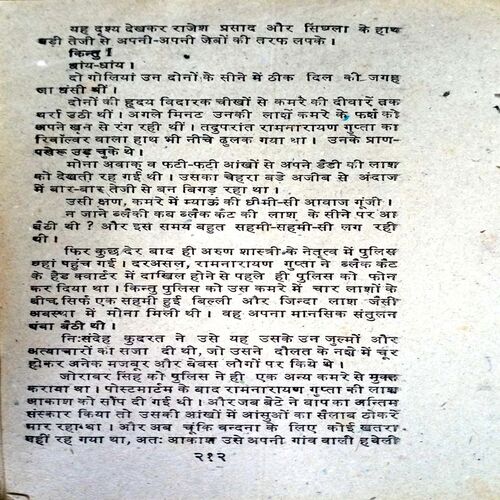 यह दृश्य देखकर राजेश प्रसाद और सिंघला के हाथ
बड़ी तेजी से अपनी-अपनी जेबों की तरफ लपके ।
किन्तु !
धांय-धांय ।
दो गोलियां उन दोनों के सीने में ठीक दिल की जगह
जा धंसी थीं ।
दोनों की हृदय विदारक चीखों से कमरे की दीवारें तक
थर्रा उठी थीं । अगले मिनट उनकी लाशें कमरे के फर्श को
अपने खून से रंग रही थीं । तदुपरांत रामनारायण गुप्ता का
रिवॉल्वर वाला हाथ भी नीचे ढुलक गया था । उनके प्राण-
पखेरू उड़ चुके थे ।
मोना अवाक् व फटी-फटी आंखों से अपने डैडी की लाश
को देखती रह गई थी । उसका चेहरा बड़े अजीब से अंदाज
में बार-बार तेजी से बन बिगड़ रहा था ।
उसी क्षण, कमरे में म्याऊं की धीमी-सी आवाज गूंजी ।
न जाने ब्लैकी कब ब्लैक कैट की लाश के सीने पर आ
बैठी थी ? और इस समय बहुत सहमी-सहमी-सी लग रही
थी ।
फिर कुछ देर बाद ही अरुण शास्त्री के नेतृत्व में पुलिस
वहां पहुंच गई । दरअसल, रामनारायण गुप्ता ने ब्लैक कैट
के हैड क्वार्टर में दाखिल होने से पहले ही पुलिस को फोन
कर दिया था । किन्तु पुलिस को उस कमरे में चार लाशों के
बीच सिर्फ एक सहमी हुई बिल्ली और जिन्दा लाश जैसी
अवस्था में मोना मिली थी । वह अपना मानसिक संतुलन
गंवा बैठी थी ।
निःसंदेह कुदरत ने उसे यह उसके उन जुल्मों और
अत्याचारों की सजा दी थी, जो उसने दौलत के नशे में चूर
होकर अनेक मजबूर और बेबस लोगों पर किये थे ।
जोरावर सिंह को पुलिस ने ही एक अन्य कमरे से मुक्त
कराया था । पोस्टमार्टम के बाद रामनारायण गुप्ता की लाश
आकाश को सौंप दी गई थी । और जब बेटे ने बाप का अन्तिम
संस्कार किया तो उसकी आंखों में आंसुओं का सैलाब ठोकरें
मार रहा था । और अब चूंकि वन्दना के लिए कोई खतरा
नहीं रह गया था, अतः आकाश उसे अपनी गांव वाली हवेली
२१२